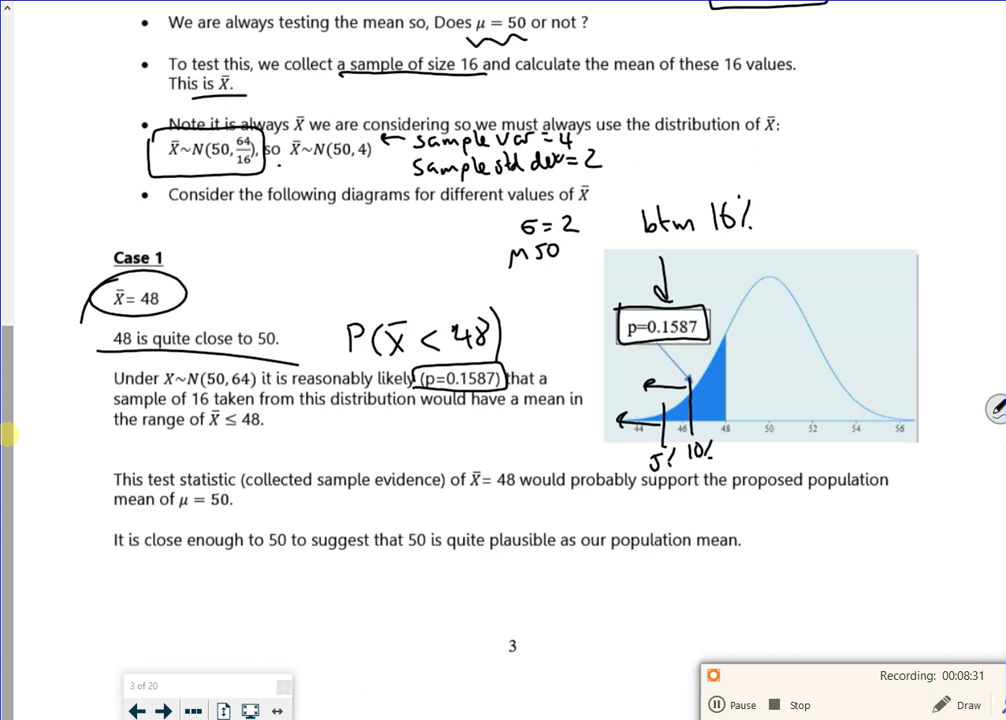 • We are always testing the mean so, Does μ = 50 or not ?
• To test this, we collect a sample of size 16 and calculate the mean of these 16 values.
This is X̄.
• Note it is always X̄ we are considering so we must always use the distribution of X̄:
X̄~N(50, 64/16), so X̄~N(50, 4) ← sample var = 4
sample std dev = 2
• Consider the following diagrams for different values of X̄
σ = 2
μ 50
btm 16%
Case 1
X̄ = 48
p=0.1587
48 is quite close to 50.
P(X̄ < 48)
Under X~N(50, 64) it is reasonably likely (p=0.1587) that a
sample of 16 taken from this distribution would have a mean in
the range of X̄ ≤ 48.
44 46 48 50 52 54 56
5% 10%
This test statistic (collected sample evidence) of X̄ = 48 would probably support the proposed population
mean of μ = 50.
It is close enough to 50 to suggest that 50 is quite plausible as our population mean.
3
3 of 20
Recording: 00:08:31
Pause Stop Draw